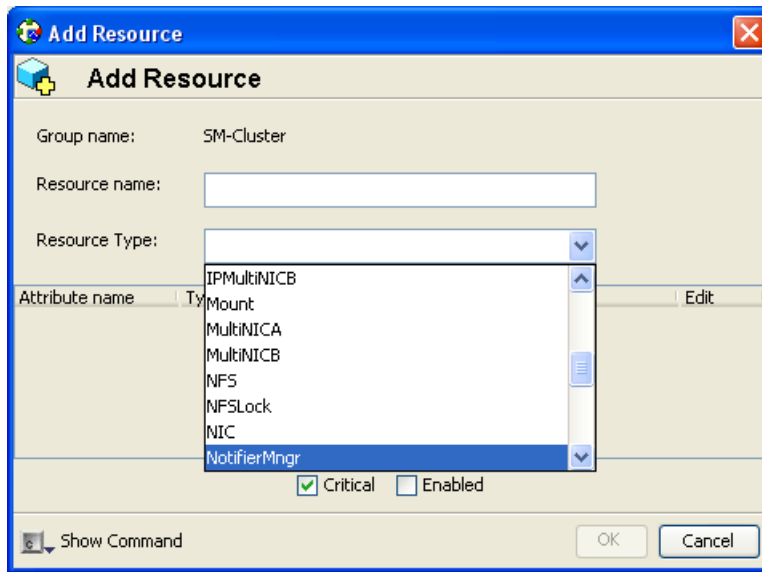 Add Resource
Add Resource
Group name: SM-Cluster
Resource name:
Resource Type:
IPMultiNICB
Attribute name Ty Edit
Mount
MultiNICA
MultiNICB
NFS
NFSLock
NIC
NotifierMngr
Critical Enabled
c Show Command OK Cancel